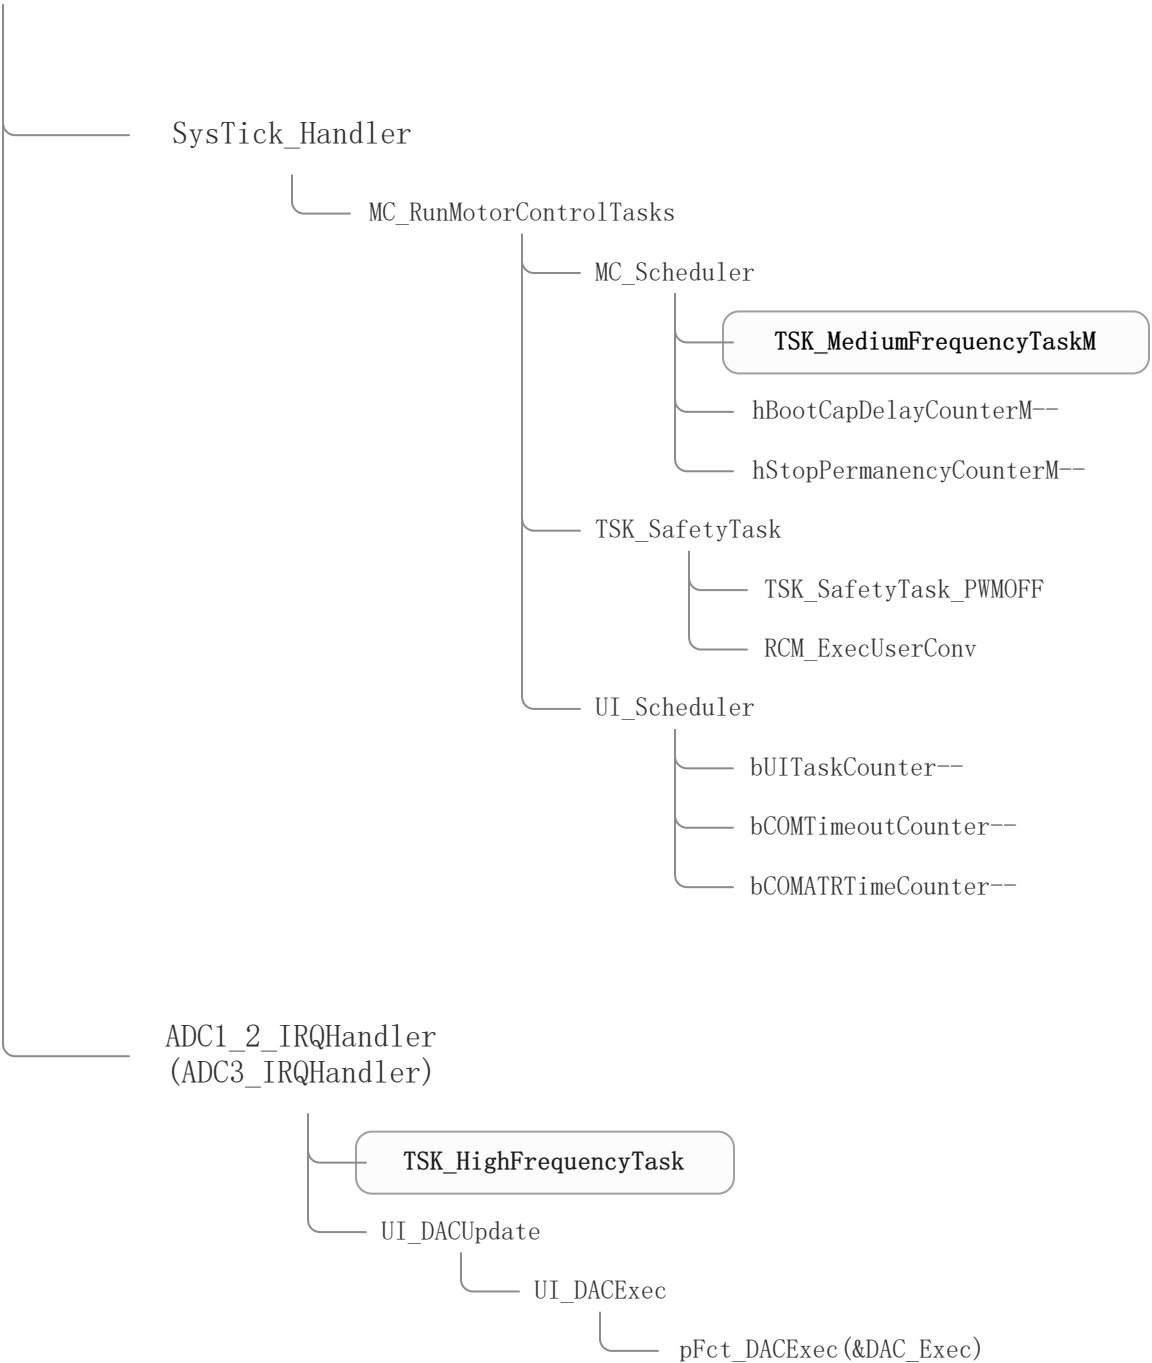 SysTick_Handler
MC_RunMotorControlTasks
MC_Scheduler
TSK_MediumFrequencyTaskM
hBootCapDelayCounterM--
hStopPermanencyCounterM--
TSK_SafetyTask
TSK_SafetyTask_PWMOFF
RCM_ExecUserConv
UI_Scheduler
bUITaskCounter--
bCOMTimeoutCounter--
bCOMATRTimeCounter--
ADC1_2_IRQHandler
(ADC3_IRQHandler)
TSK_HighFrequencyTask
UI_DACUpdate
UI_DACExec
pFct_DACExec(&DAC_Exec)